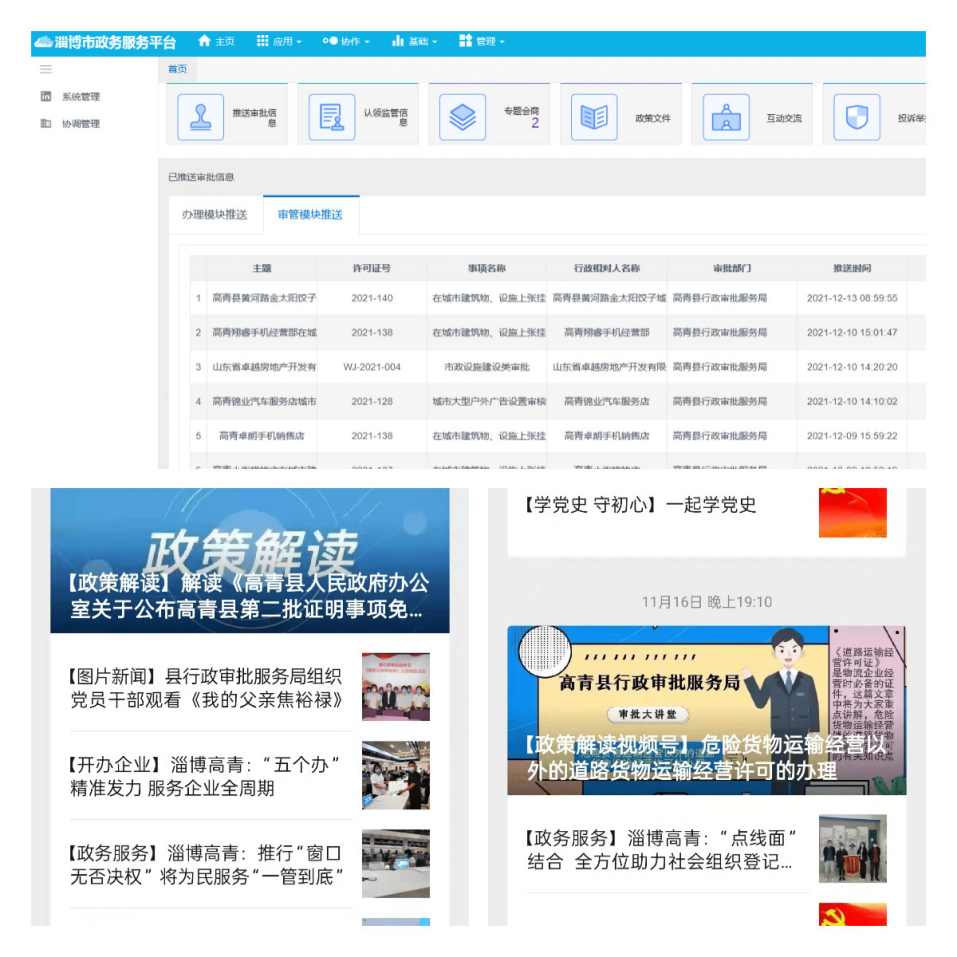 淄博市政务服务平台 主页 应用 协作 基础 管理
首页
系统管理
协调管理
推送审批信息
认领监管信息
专题会商
2
政策文件
互动交流
投诉举
已推送审批信息
办理模块推送 审管模块推送
主题 许可证号 事项名称 行政相对人名称 审批部门 推送时间
1 高青县黄河路金太阳饺子 2021-140 在城市建筑物、设施上张挂 高青县黄河路金太阳饺子城 高青县行政审批服务局 2021-12-13 08:59:55
2 高青翔睿手机经营部在城 2021-138 在城市建筑物、设施上张挂 高青翔睿手机经营部 高青县行政审批服务局 2021-12-10 15:01:47
3 山东省卓越房地产开发有 WJ-2021-004 市政设施建设类审批 山东省卓越房地产开发有限 高青县行政审批服务局 2021-12-10 14:20:20
4 高青锦业汽车服务店城市 2021-128 城市大型户外广告设置审核 高青锦业汽车服务店 高青县行政审批服务局 2021-12-10 14:10:02
5 高青卓朗手机销售店 2021-138 在城市建筑物、设施上张挂 高青卓朗手机销售店 高青县行政审批服务局 2021-12-09 15:59:22
政策解读
【政策解读】解读《高青县人民政府办公
室关于公布高青县第二批证明事项免...
【图片新闻】县行政审批服务局组织
党员干部观看《我的父亲焦裕禄》
【开办企业】淄博高青：“五个办”
精准发力 服务企业全周期
【政务服务】淄博高青：推行“窗口
无否决权”将为民服务“一管到底”
【学党史 守初心】一起学党史
11月16日 晚上19:10
高青县行政审批服务局
审批大讲堂
《道路运输经
营许可证》
是物流企业经
营时必备的证
件，这篇文章
中将为大家重
点讲解，危险
货物运输经营
的有关知识点
【政策解读视频号】危险货物运输经营以
外的道路货物运输经营许可的办理
【政务服务】淄博高青：“点线面”
结合 全方位助力社会组织登记...